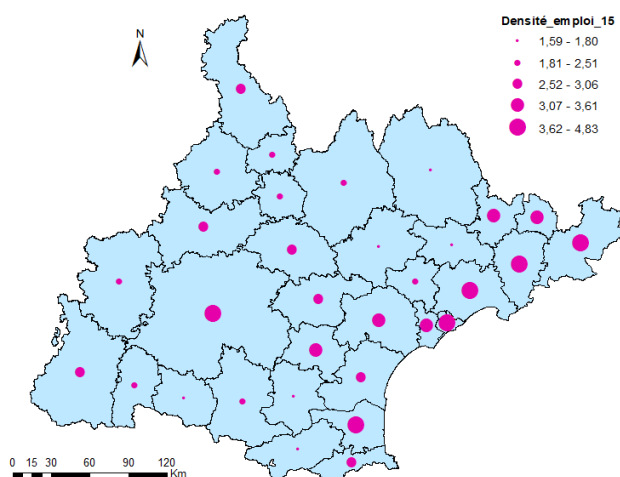 N
Densité_emploi_15
1,59 - 1,80
1,81 - 2,51
2,52 - 3,06
3,07 - 3,61
3,62 - 4,83
0 15 30 60 90 120
Km